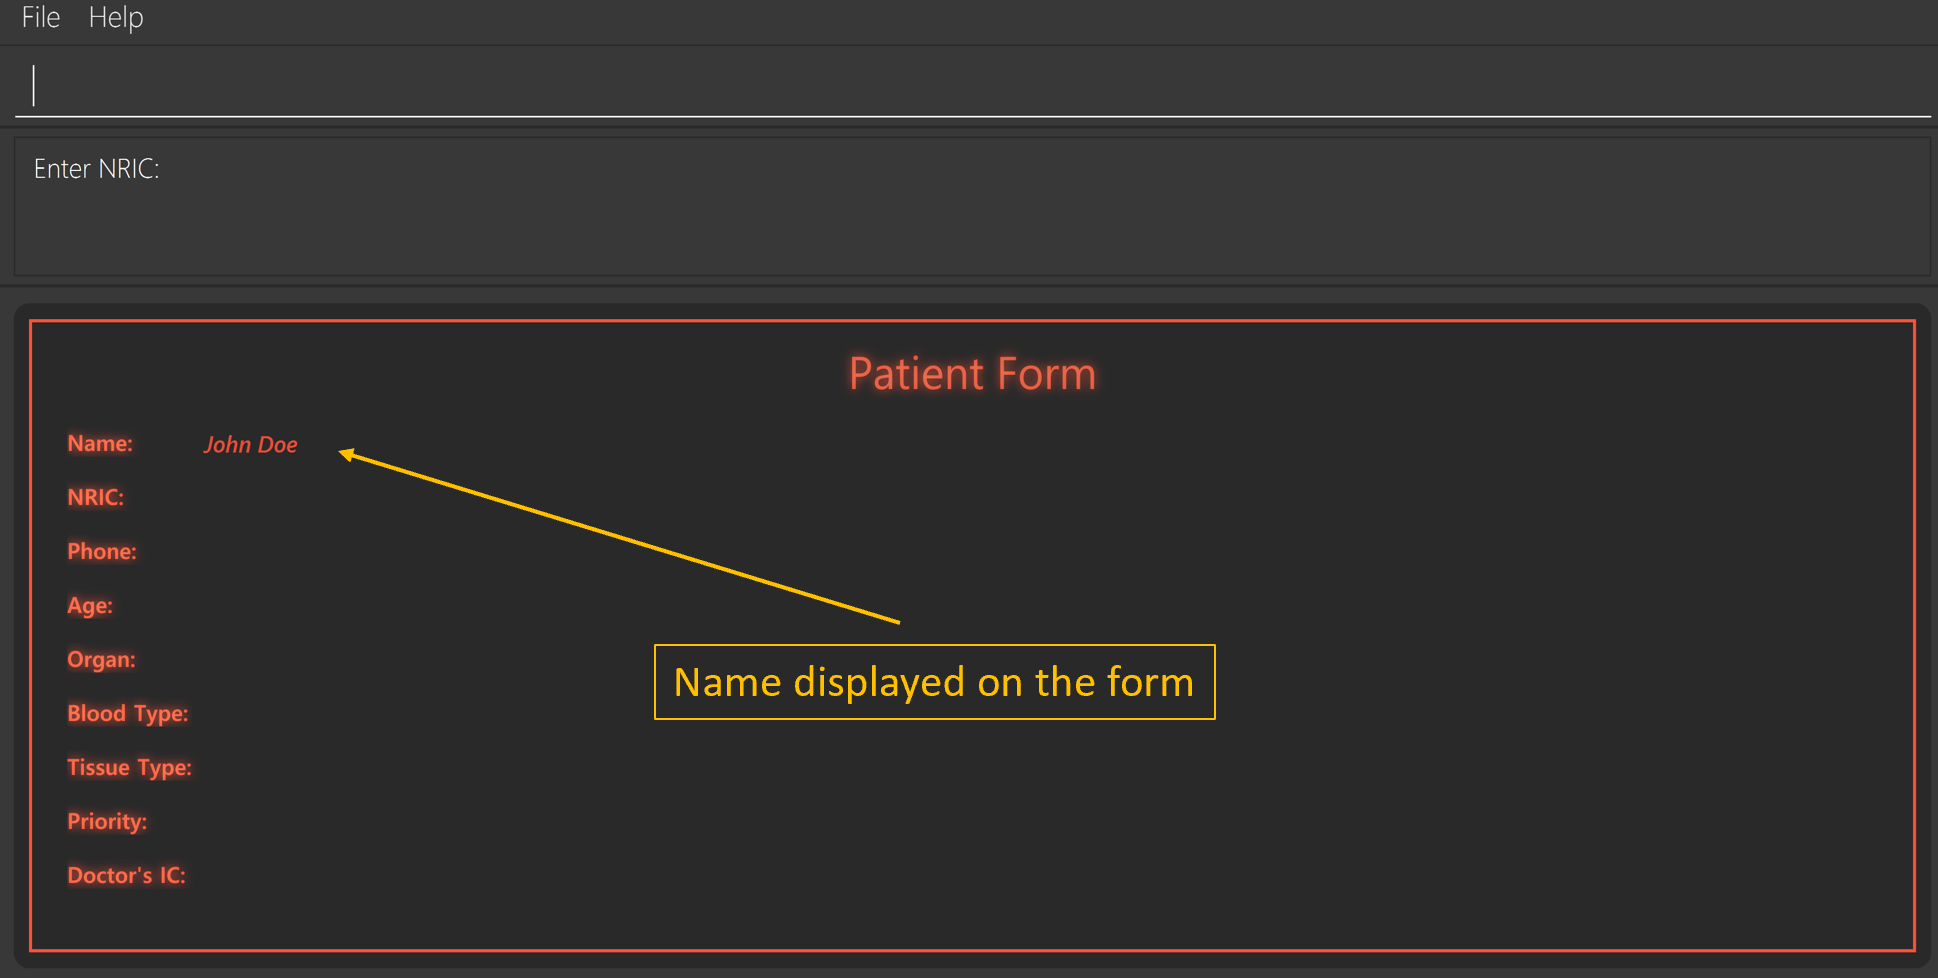 File Help
Enter NRIC:
Patient Form
Name: John Doe
NRIC:
Phone:
Age:
Organ:
Name displayed on the form
Blood Type:
Tissue Type:
Priority:
Doctor's IC: